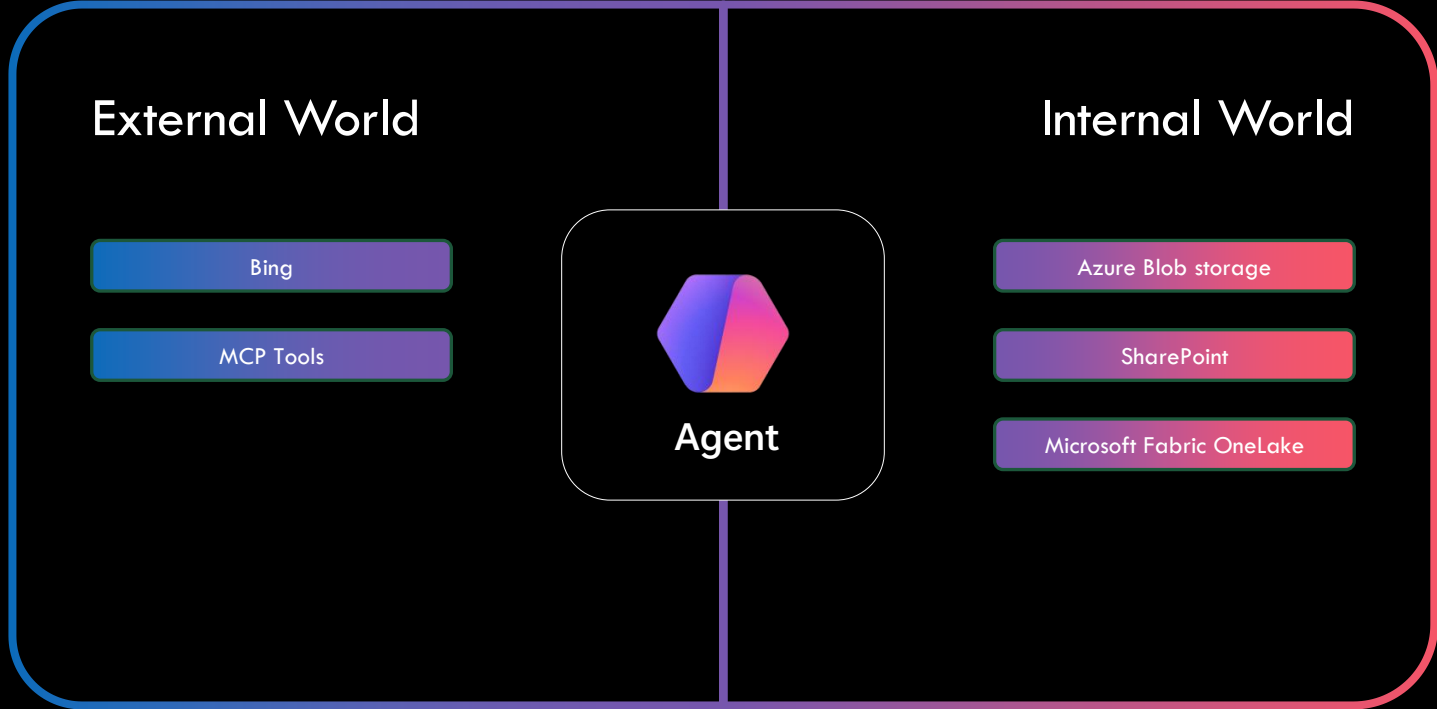 External World
Internal World
Bing
MCP Tools
Agent
Azure Blob storage
SharePoint
Microsoft Fabric OneLake